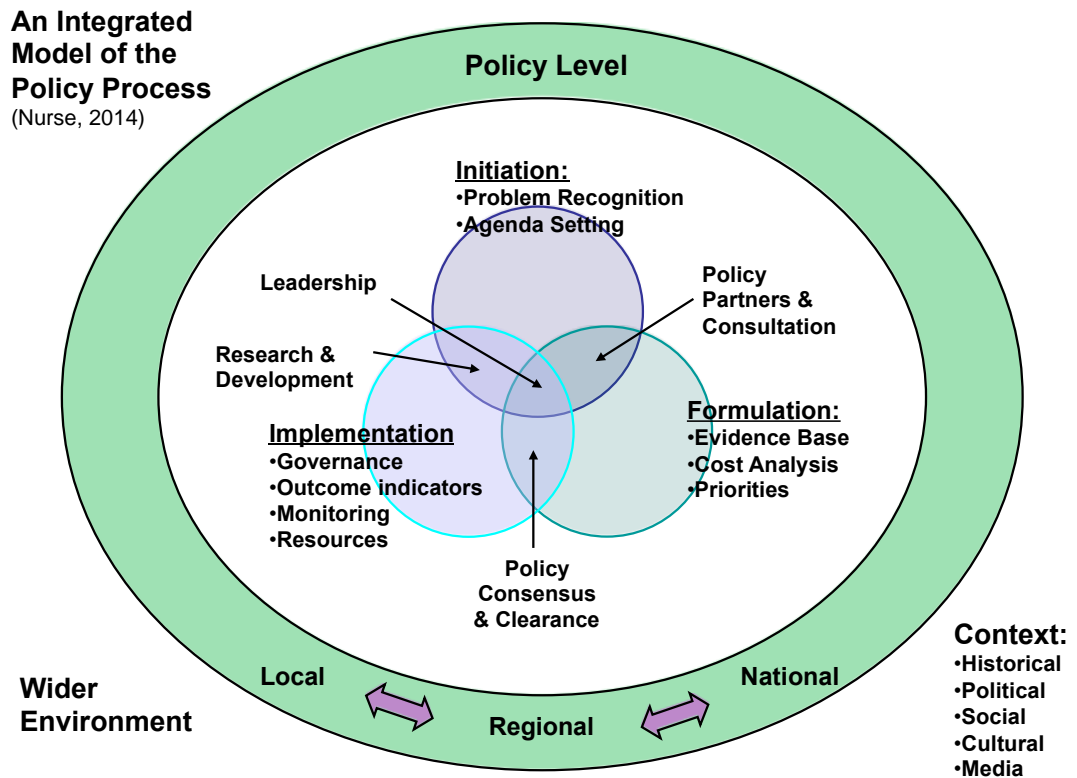 An Integrated
Model of the
Policy Process
(Nurse, 2014)
Policy Level
Initiation:
•Problem Recognition
•Agenda Setting
Leadership
Policy
Partners &
Consultation
Research &
Development
Formulation:
•Evidence Base
•Cost Analysis
•Priorities
Implementation
•Governance
•Outcome indicators
•Monitoring
•Resources
Policy
Consensus
& Clearance
Local
Regional
National
Wider
Environment
Context:
•Historical
•Political
•Social
•Cultural
•Media